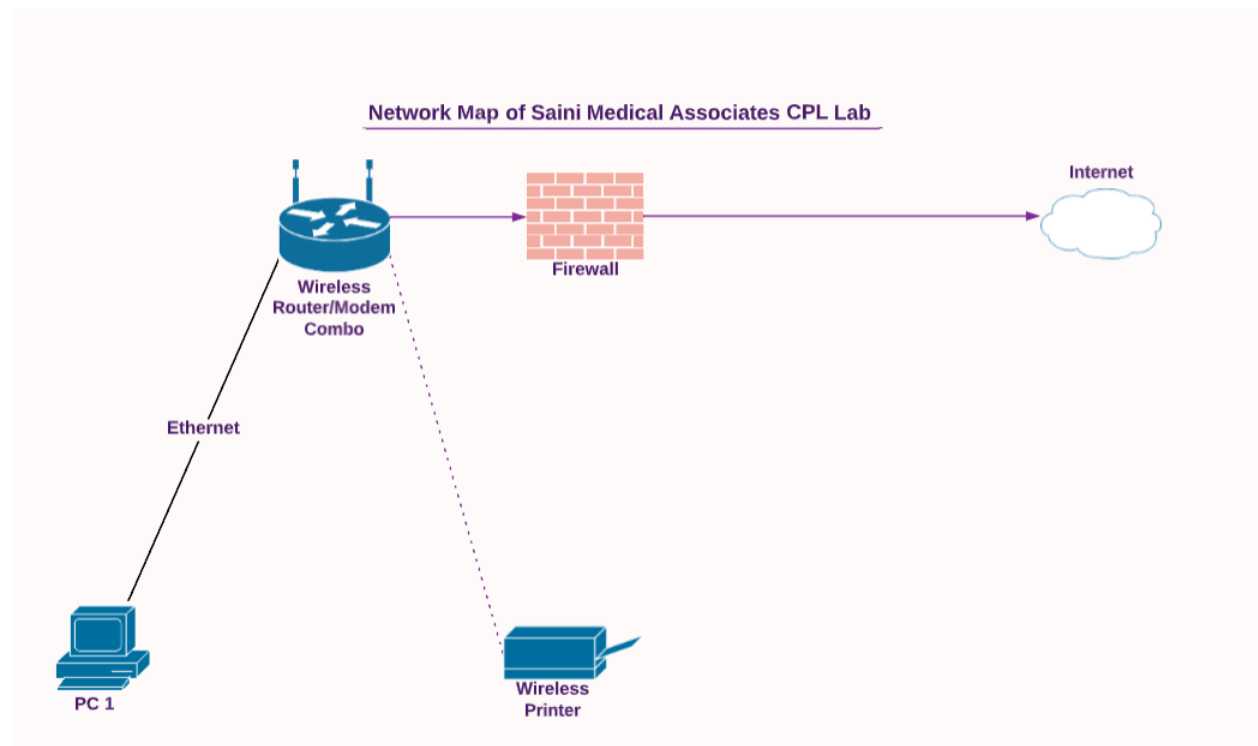 Network Map of Saini Medical Associates CPL Lab
Internet
Firewall
Wireless
Router/Modem
Combo
Ethernet
PC 1
Wireless
Printer